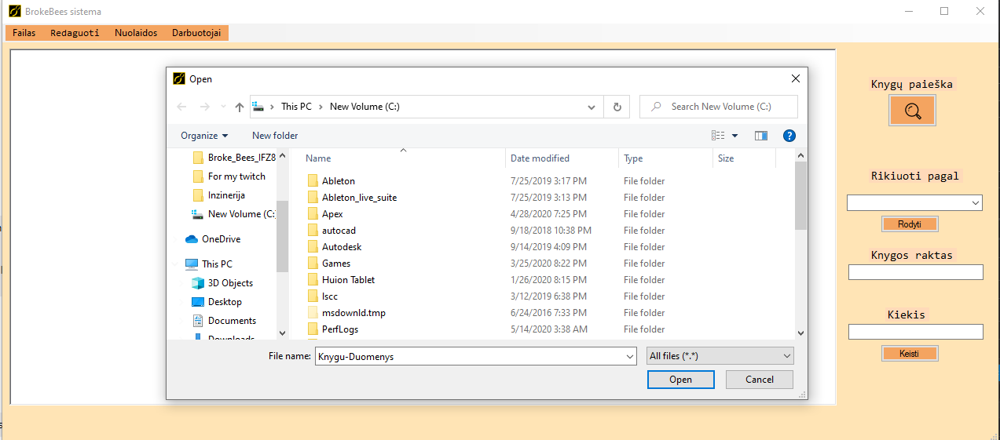 BrokeBees sistema
Failas Redaguoti Nuolaidos Darbuotojai
Open
This PC > New Volume (C:)
Search New Volume (C:)
Organize New folder
Broke_Bees_IFZ8
For my twitch
Inzinerija
New Volume (C:)
OneDrive
This PC
3D Objects
Desktop
Documents
Downloads
Name Date modified Type Size
Ableton 7/25/2019 3:17 PM File folder
Ableton_live_suite 7/25/2019 3:13 PM File folder
Apex 4/28/2020 7:25 PM File folder
autocad 9/18/2018 10:38 PM File folder
Autodesk 9/14/2019 4:09 PM File folder
Games 3/25/2020 8:22 PM File folder
Huion Tablet 1/26/2020 8:15 PM File folder
lscc 3/12/2019 6:38 PM File folder
msdownld.tmp 6/24/2016 7:33 PM File folder
PerfLogs 5/14/2020 3:38 AM File folder
File name: Knygu-Duomenys All files (*.*)
Open Cancel
Knygų paieška
Rikiuoti pagal
Rodyti
Knygos raktas
Kiekis
Keisti